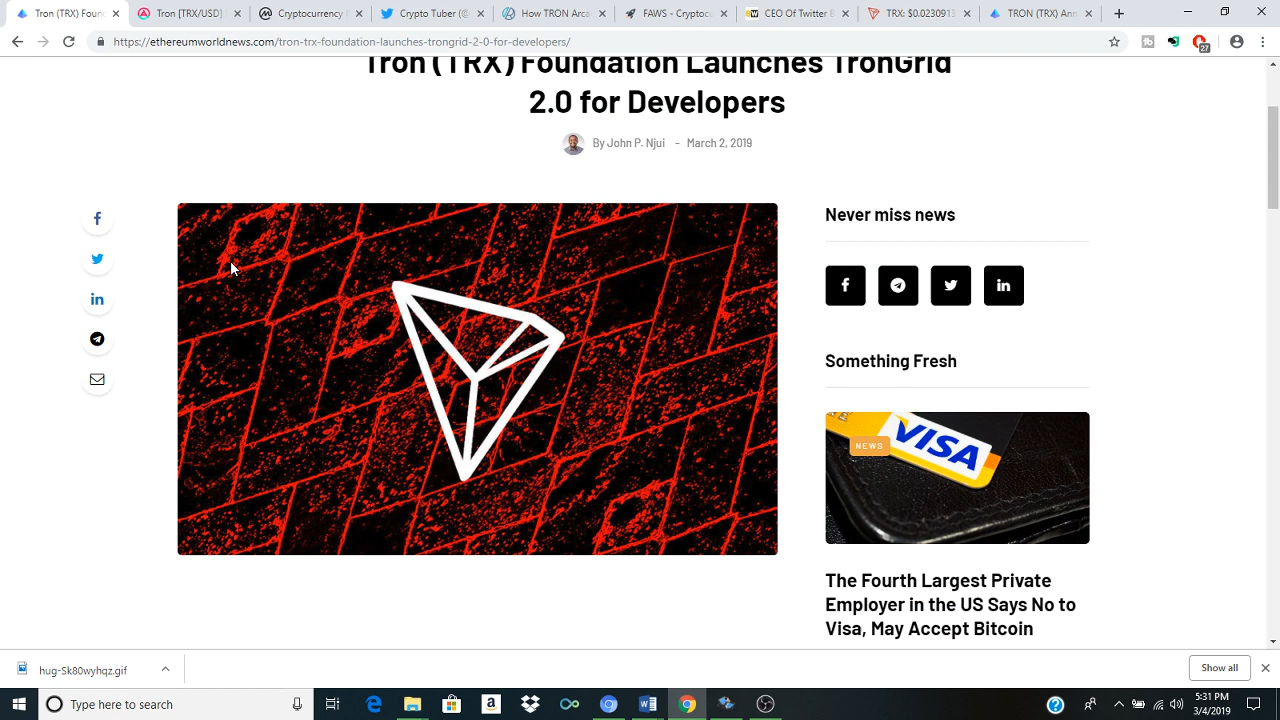 Tron (TRX) Foun
Tron [TRX/USD]
Cryptocurrency
Crypto Tuber (@
How TRON Arca
FAWS - Cryptoc
CEO Of Twitter B
TRX: $0.0230913
TRON (TRX) Ann
https://ethereumworldnews.com/tron-trx-foundation-launches-trongrid-2-0-for-developers/
27
Tron (TRX) Foundation Launches TronGrid
2.0 for Developers
By John P. Njui - March 2, 2019
Never miss news
Something Fresh
NEWS
VISA
The Fourth Largest Private
Employer in the US Says No to
Visa, May Accept Bitcoin
hug-Sk80wyhqz.gif
Show all
Type here to search
5:31 PM
3/4/2019